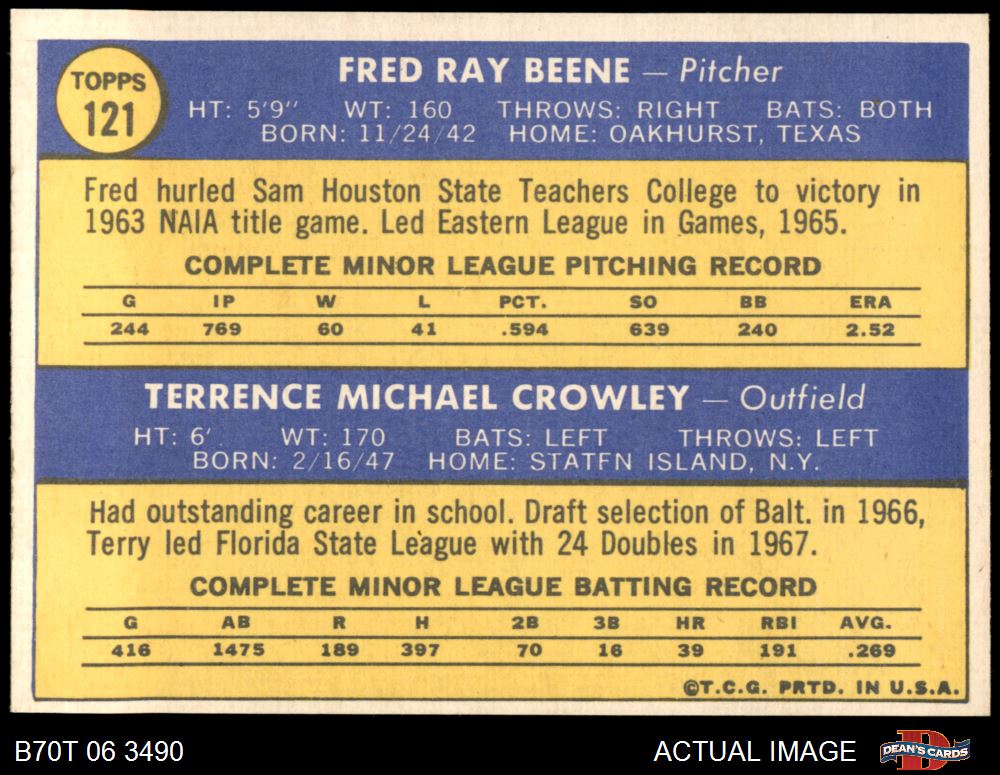 TOPPS
121
FRED RAY BEENE — Pitcher
HT: 5'9" WT: 160 THROWS: RIGHT BATS: BOTH
BORN: 11/24/42 HOME: OAKHURST, TEXAS
Fred hurled Sam Houston State Teachers College to victory in
1963 NAIA title game. Led Eastern League in Games, 1965.
COMPLETE MINOR LEAGUE PITCHING RECORD
G IP W L PCT. SO BB ERA
244 769 60 41 .594 639 240 2.52
TERRENCE MICHAEL CROWLEY — Outfield
HT: 6' WT: 170 BATS: LEFT THROWS: LEFT
BORN: 2/16/47 HOME: STATEN ISLAND, N.Y.
Had outstanding career in school. Draft selection of Balt. in 1966,
Terry led Florida State League with 24 Doubles in 1967.
COMPLETE MINOR LEAGUE BATTING RECORD
G AB R H 2B 3B HR RBI AVG.
416 1475 189 397 70 16 39 191 .269
©T.C.G. PRTD. IN U.S.A.
B70T 06 3490 ACTUAL IMAGE DEAN'S CARDS